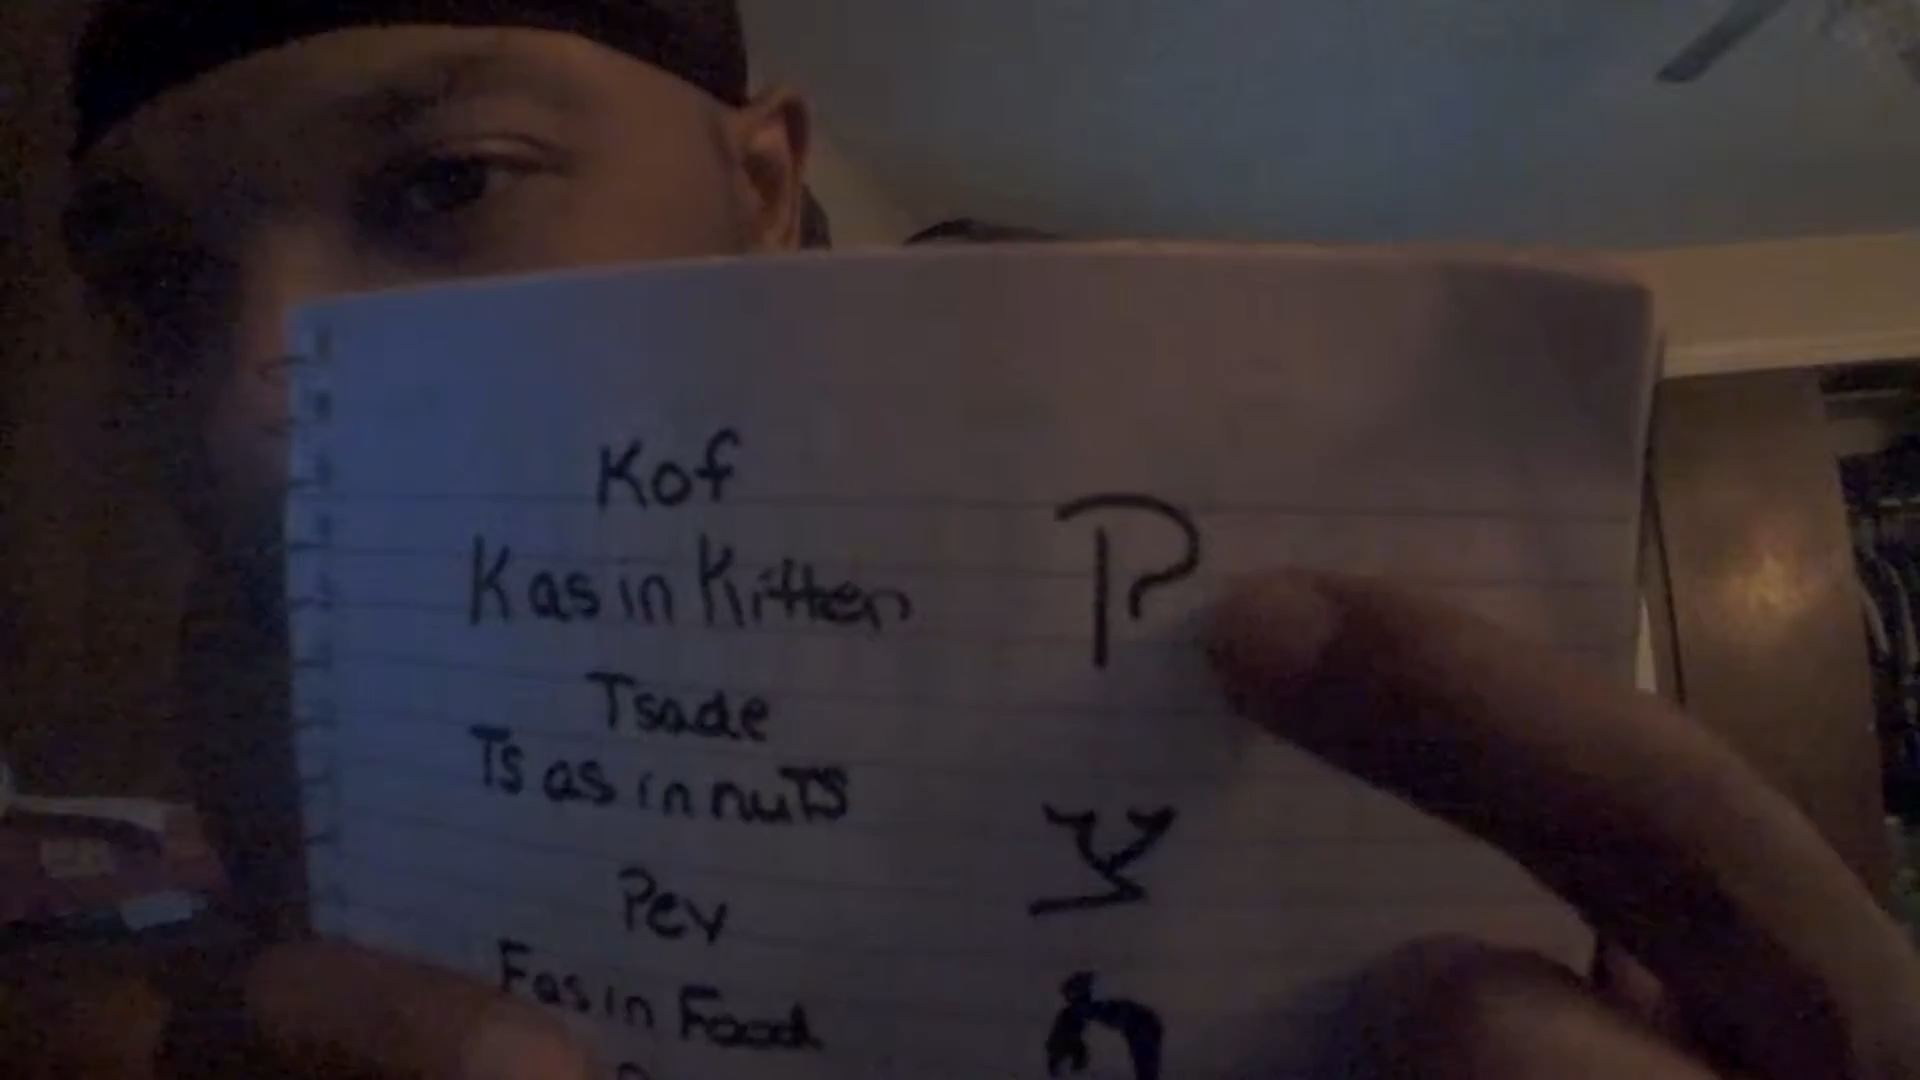 Kof ק
K as in Kitten
Tsade
Ts as in nuTS צ
Pey
F as in Food פ